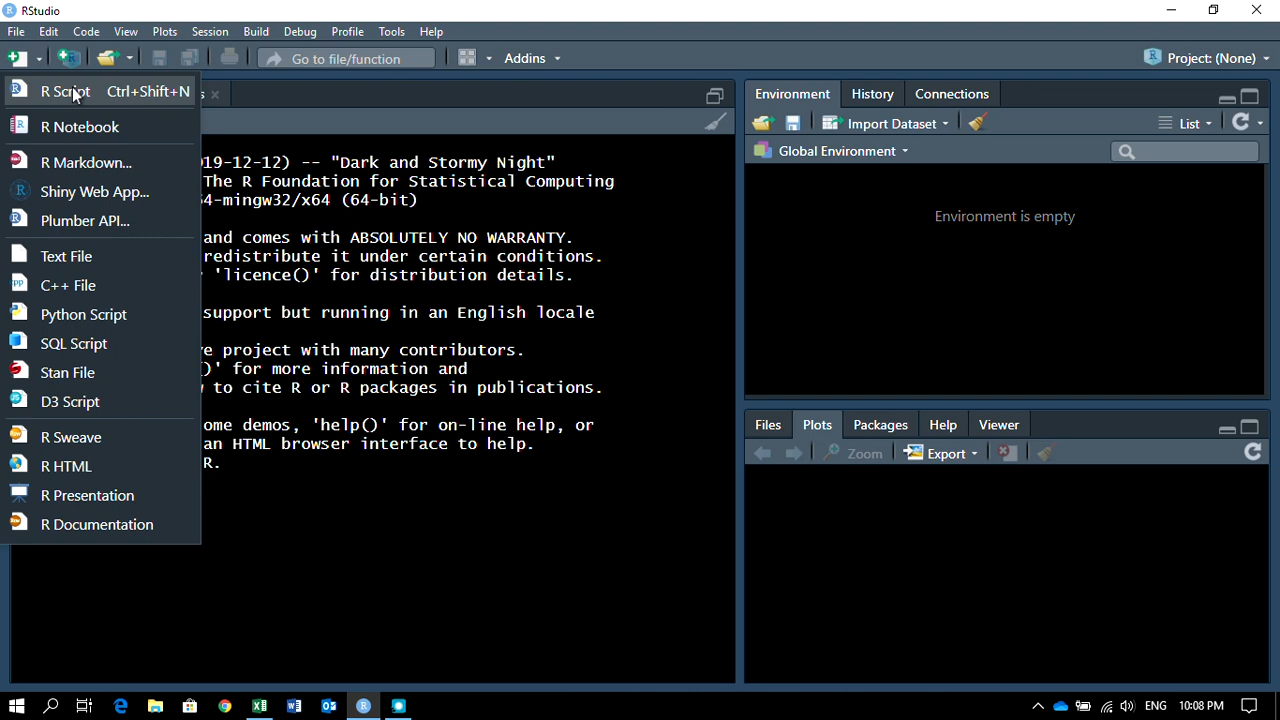 RStudio
File Edit Code View Plots Session Build Debug Profile Tools Help
Go to file/function Addins Project: (None)
R Script Ctrl+Shift+N
R Notebook
R Markdown...
Shiny Web App...
Plumber API...
Text File
C++ File
Python Script
SQL Script
Stan File
D3 Script
R Sweave
R HTML
R Presentation
R Documentation
s
19-12-12) -- "Dark and Stormy Night"
The R Foundation for Statistical Computing
4-mingw32/x64 (64-bit)
and comes with ABSOLUTELY NO WARRANTY.
redistribute it under certain conditions.
'licence()' for distribution details.
support but running in an English locale
e project with many contributors.
)' for more information and
to cite R or R packages in publications.
ome demos, 'help()' for on-line help, or
an HTML browser interface to help.
R.
Environment History Connections
Import Dataset List
Global Environment
Environment is empty
Files Plots Packages Help Viewer
Zoom Export
ENG 10:08 PM